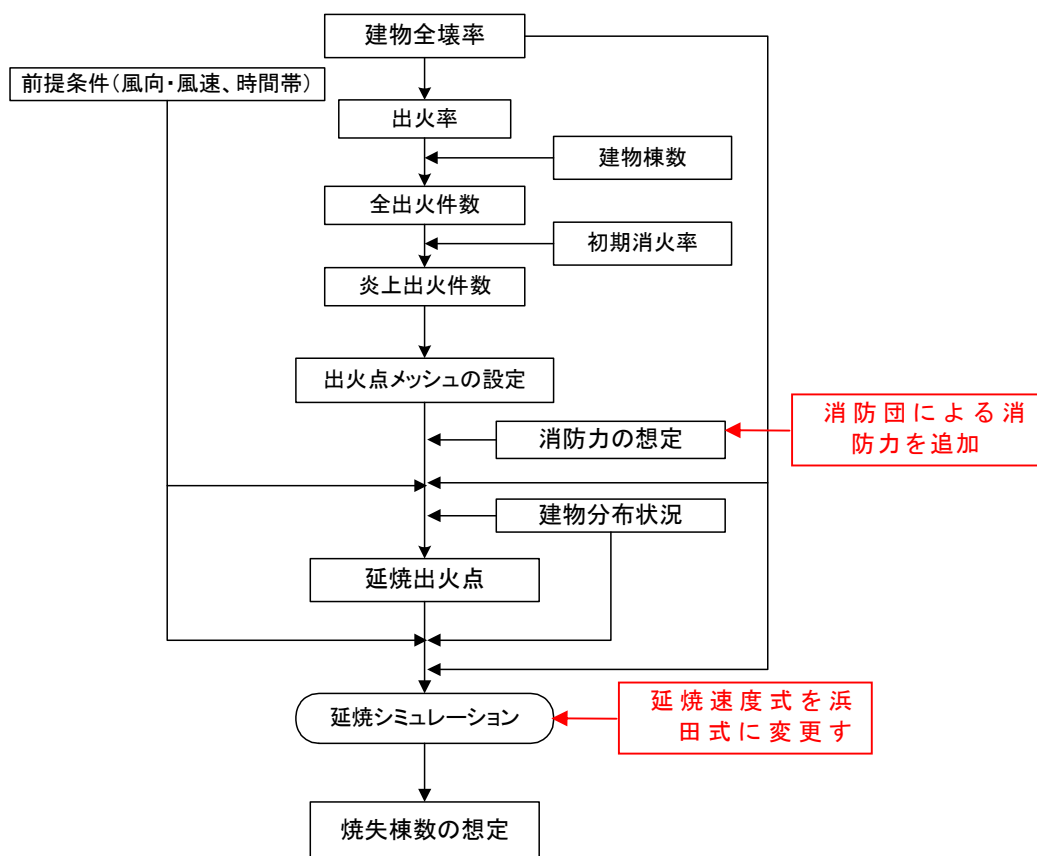 建物全壊率
前提条件(風向・風速、時間帯)
出火率
建物棟数
全出火件数
初期消火率
炎上出火件数
出火点メッシュの設定
消防団による消
防力を追加
消防力の想定
建物分布状況
延焼出火点
延焼速度式を浜
田式に変更す
延焼シミュレーション
焼失棟数の想定